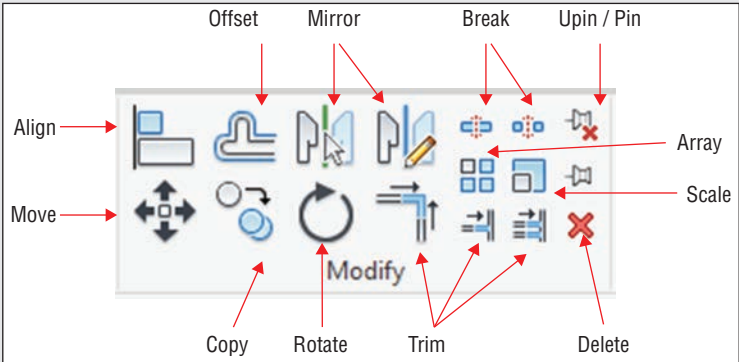 Offset Mirror Break Upin / Pin
Align
Array
Move
Scale
Modify
Copy Rotate Trim Delete